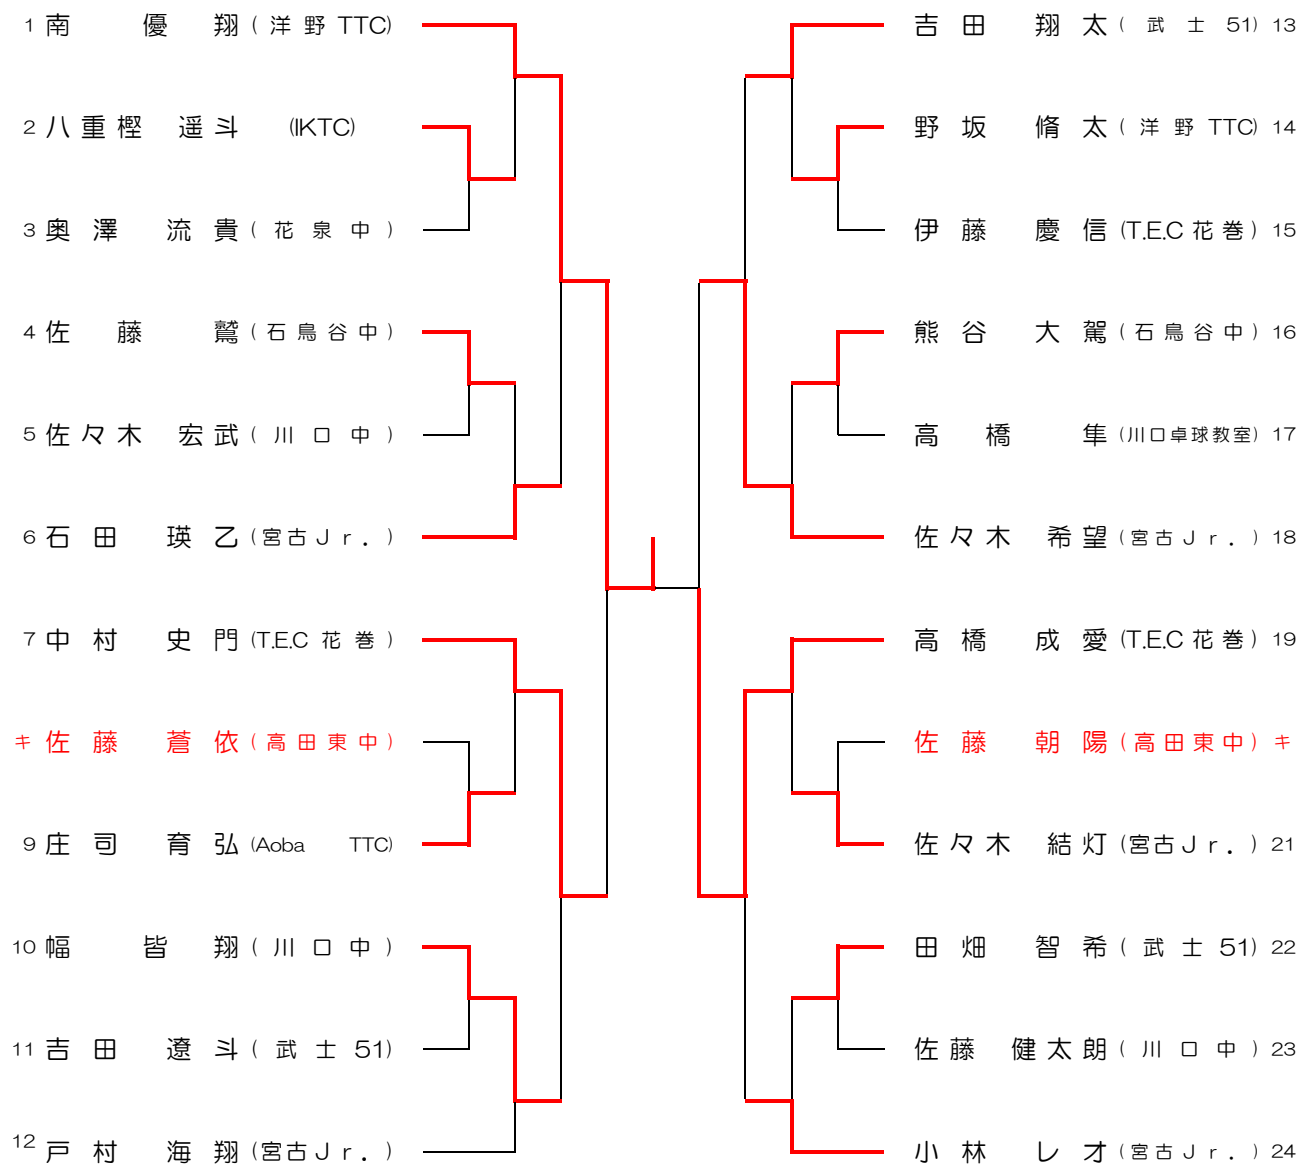 1 南 優 翔 (洋野 TTC)
2 八重樫 遥斗 (IKTC)
3 奥澤 流貴 (花泉中)
4 佐藤 鷲 (石鳥谷中)
5 佐々木 宏武 (川口中)
6 石田 瑛乙 (宮古Jr.)
7 中村 史門 (T.E.C 花巻)
キ 佐藤 蒼依 (高田東中)
9 庄司 育弘 (Aoba TTC)
10 幅 皆翔 (川口中)
11 吉田 遼斗 (武士 51)
12 戸村 海翔 (宮古Jr.)
吉田 翔太 (武士 51) 13
野坂 脩太 (洋野 TTC) 14
伊藤 慶信 (T.E.C 花巻) 15
熊谷 大駕 (石鳥谷中) 16
高橋 隼 (川口卓球教室) 17
佐々木 希望 (宮古Jr.) 18
高橋 成愛 (T.E.C 花巻) 19
佐藤 朝陽 (高田東中) キ
佐々木 結灯 (宮古Jr.) 21
田畑 智希 (武士 51) 22
佐藤 健太朗 (川口中) 23
小林 レオ (宮古Jr.) 24